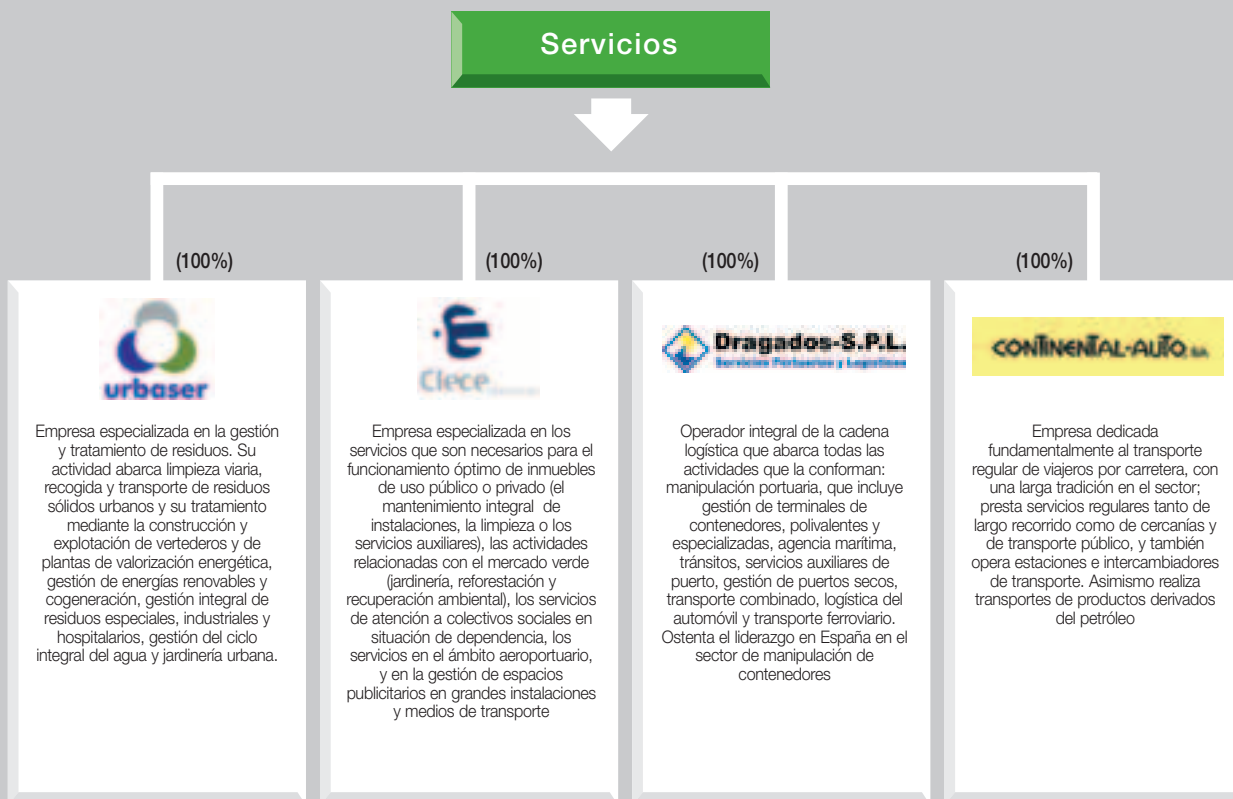 Servicios
(100%)
(100%)
(100%)
(100%)
urbaser
Empresa especializada en la gestión
y tratamiento de residuos. Su
actividad abarca limpieza viaria,
recogida y transporte de residuos
sólidos urbanos y su tratamiento
mediante la construcción y
explotación de vertederos y de
plantas de valorización energética,
gestión de energías renovables y
cogeneración, gestión integral de
residuos especiales, industriales y
hospitalarios, gestión del ciclo
integral del agua y jardinería urbana.
Clece
Empresa especializada en los
servicios que son necesarios para el
funcionamiento óptimo de inmuebles
de uso público o privado (el
mantenimiento integral de
instalaciones, la limpieza o los
servicios auxiliares), las actividades
relacionadas con el mercado verde
(jardinería, reforestación y
recuperación ambiental), los servicios
de atención a colectivos sociales en
situación de dependencia, los
servicios en el ámbito aeroportuario,
y en la gestión de espacios
publicitarios en grandes instalaciones
y medios de transporte
Dragados-S.P.L.
Servicios Portuarios y Logísticos
Operador integral de la cadena
logística que abarca todas las
actividades que la conforman:
manipulación portuaria, que incluye
gestión de terminales de
contenedores, polivalentes y
especializadas, agencia marítima,
tránsitos, servicios auxiliares de
puerto, gestión de puertos secos,
transporte combinado, logística del
automóvil y transporte ferroviario.
Ostenta el liderazgo en España en el
sector de manipulación de
contenedores
CONTINENTAL-AUTO, S.A.
Empresa dedicada
fundamentalmente al transporte
regular de viajeros por carretera, con
una larga tradición en el sector;
presta servicios regulares tanto de
largo recorrido como de cercanías y
de transporte público, y también
opera estaciones e intercambiadores
de transporte. Asimismo realiza
transportes de productos derivados
del petróleo